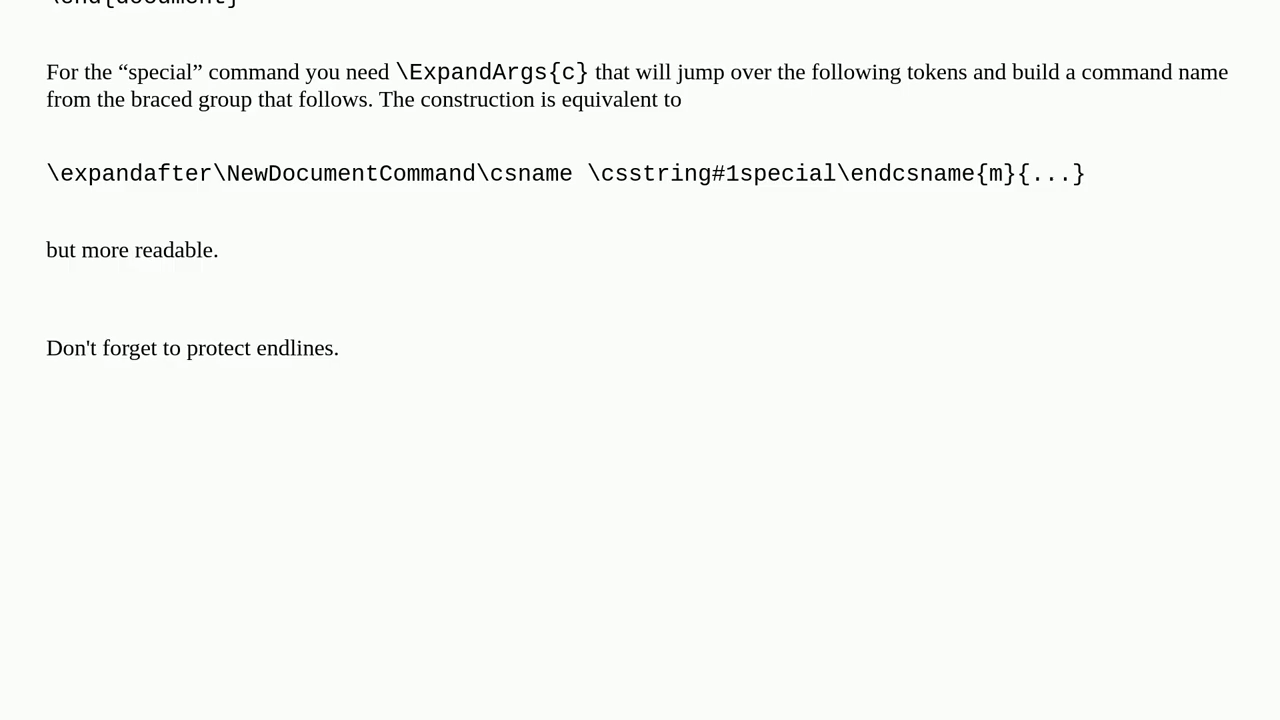 \end{document}
For the “special” command you need \ExpandArgs{c} that will jump over the following tokens and build a command name
from the braced group that follows. The construction is equivalent to
\expandafter\NewDocumentCommand\csname \csstring#1special\endcsname{m}{...}
but more readable.
Don't forget to protect endlines.